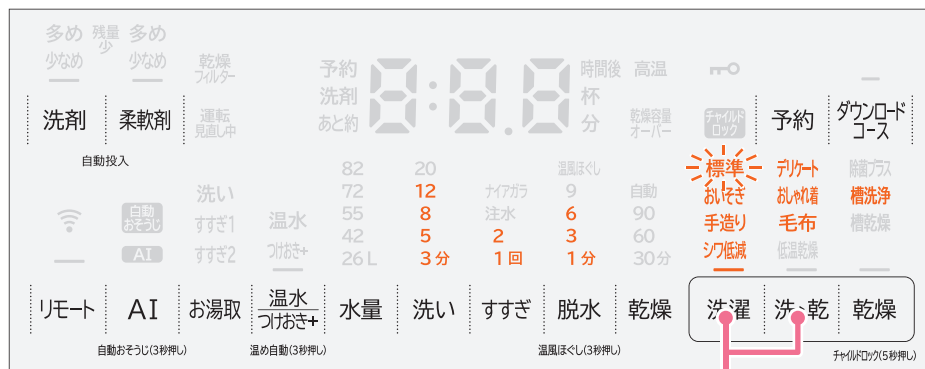 多め 残量少 多め
少なめ 少なめ
乾燥フィルター
運転見直し中
予約
洗剤
あと約
8:8.8
時間後
杯
分
高温
乾燥容量オーバー
チャイルドロック
洗剤 柔軟剤
自動投入
予約
ダウンロードコース
自動おそうじ
AI
洗い
すすぎ1
すすぎ2
温水
つけおき+
82
72
55
42
26L
20
12
8
5
3分
ナイアガラ
注水
2
1回
温風ほぐし
9
6
3
1分
自動
90
60
30分
標準
おいそぎ
手造り
シワ低減
デリケート
おしゃれ着
毛布
低温乾燥
除菌プラス
槽洗浄
槽乾燥
リモート AI お湯取 温水 つけおき+ 水量 洗い すすぎ 脱水 乾燥 洗濯 洗〻乾 乾燥
自動おそうじ(3秒押し) 温め自動(3秒押し) 温風ほぐし(3秒押し) チャイルドロック(5秒押し)